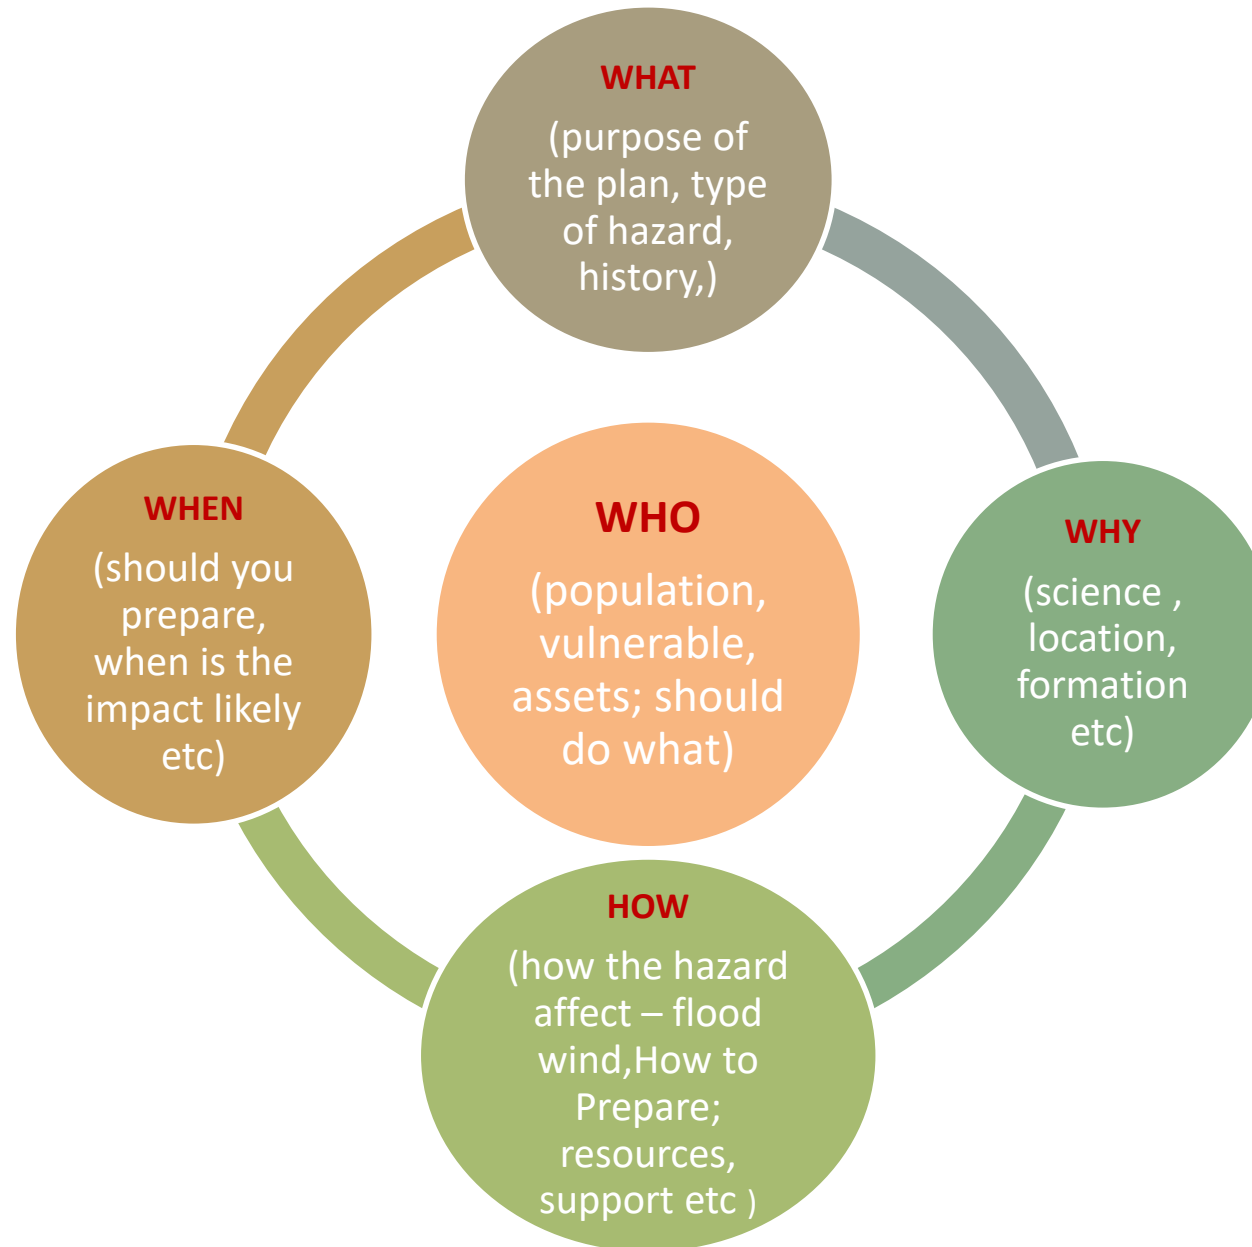 WHAT
(purpose of
the plan, type
of hazard,
history,)
WHEN
(should you
prepare,
when is the
impact likely
etc)
WHO
(population,
vulnerable,
assets; should
do what)
WHY
(science ,
location,
formation
etc)
HOW
(how the hazard
affect – flood
wind,How to
Prepare;
resources,
support etc )